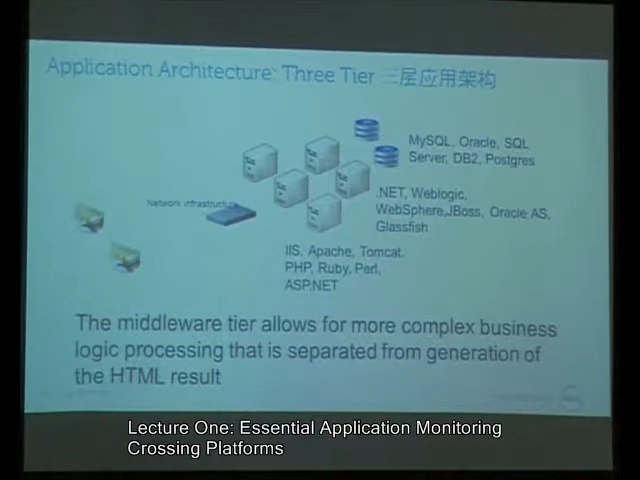 Application Architecture: Three Tier 三层应用架构
MySQL, Oracle, SQL
Server, DB2, Postgres
.NET, Weblogic,
WebSphere,JBoss, Oracle AS,
Glassfish
Network infrastructure
IIS, Apache, Tomcat,
PHP, Ruby, Perl,
ASP.NET
The middleware tier allows for more complex business
logic processing that is separated from generation of
the HTML result
Lecture One: Essential Application Monitoring
Crossing Platforms